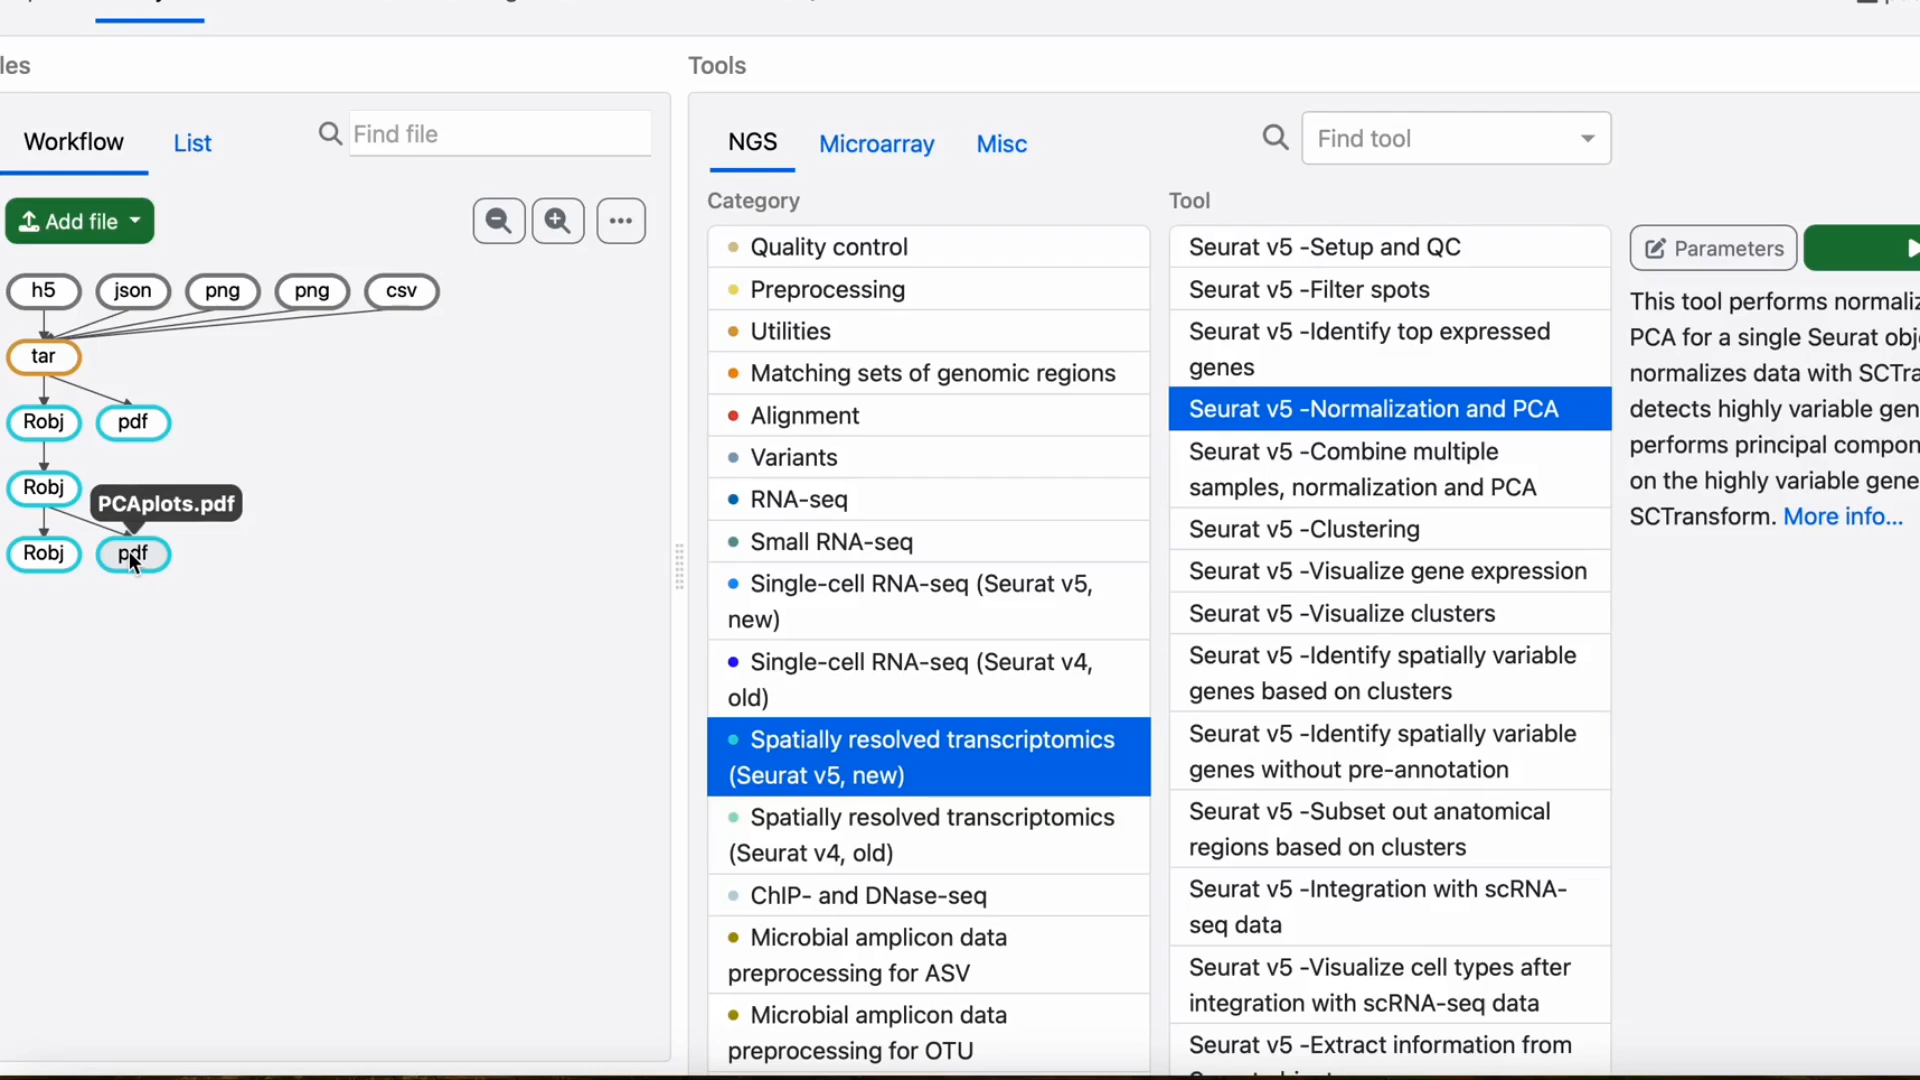 les
Tools
Workflow
List
Find file
NGS
Microarray
Misc
Find tool
Add file
Category
Tool
h5
json
png
png
csv
tar
Robj
pdf
Robj
PCAplots.pdf
Robj
pdf
Quality control
Preprocessing
Utilities
Matching sets of genomic regions
Alignment
Variants
RNA-seq
Small RNA-seq
Single-cell RNA-seq (Seurat v5,
new)
Single-cell RNA-seq (Seurat v4,
old)
Spatially resolved transcriptomics
(Seurat v5, new)
Spatially resolved transcriptomics
(Seurat v4, old)
ChIP- and DNase-seq
Microbial amplicon data
preprocessing for ASV
Microbial amplicon data
preprocessing for OTU
Seurat v5 -Setup and QC
Seurat v5 -Filter spots
Seurat v5 -Identify top expressed
genes
Seurat v5 -Normalization and PCA
Seurat v5 -Combine multiple
samples, normalization and PCA
Seurat v5 -Clustering
Seurat v5 -Visualize gene expression
Seurat v5 -Visualize clusters
Seurat v5 -Identify spatially variable
genes based on clusters
Seurat v5 -Identify spatially variable
genes without pre-annotation
Seurat v5 -Subset out anatomical
regions based on clusters
Seurat v5 -Integration with scRNA-
seq data
Seurat v5 -Visualize cell types after
integration with scRNA-seq data
Seurat v5 -Extract information from
Parameters
This tool performs normaliz
PCA for a single Seurat obj
normalizes data with SCTra
detects highly variable gen
performs principal compon
on the highly variable gene
SCTransform. More info...